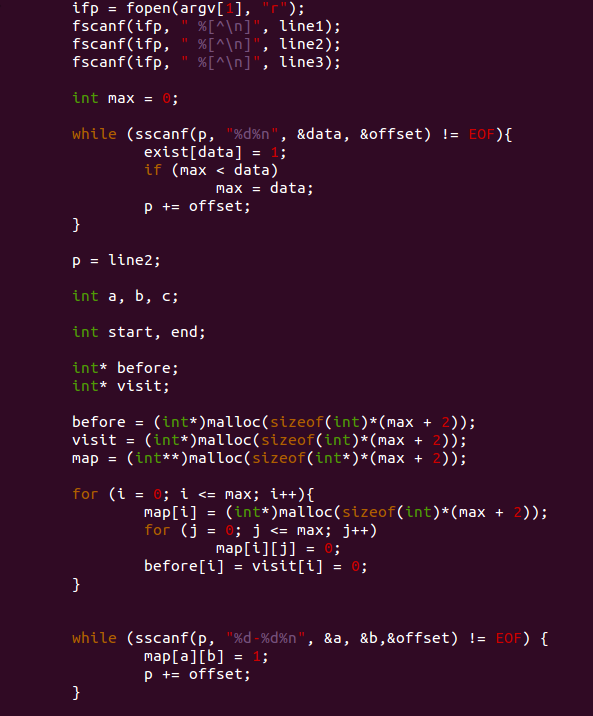 ifp = fopen(argv[1], "r");
fscanf(ifp, " %[^\n]", line1);
fscanf(ifp, " %[^\n]", line2);
fscanf(ifp, " %[^\n]", line3);
int max = 0;
while (sscanf(p, "%d%n", &data, &offset) != EOF){
exist[data] = 1;
if (max < data)
max = data;
p += offset;
}
p = line2;
int a, b, c;
int start, end;
int* before;
int* visit;
before = (int*)malloc(sizeof(int)*(max + 2));
visit = (int*)malloc(sizeof(int)*(max + 2));
map = (int**)malloc(sizeof(int*)*(max + 2));
for (i = 0; i <= max; i++){
map[i] = (int*)malloc(sizeof(int)*(max + 2));
for (j = 0; j <= max; j++)
map[i][j] = 0;
before[i] = visit[i] = 0;
}
while (sscanf(p, "%d-%d%n", &a, &b,&offset) != EOF) {
map[a][b] = 1;
p += offset;
}